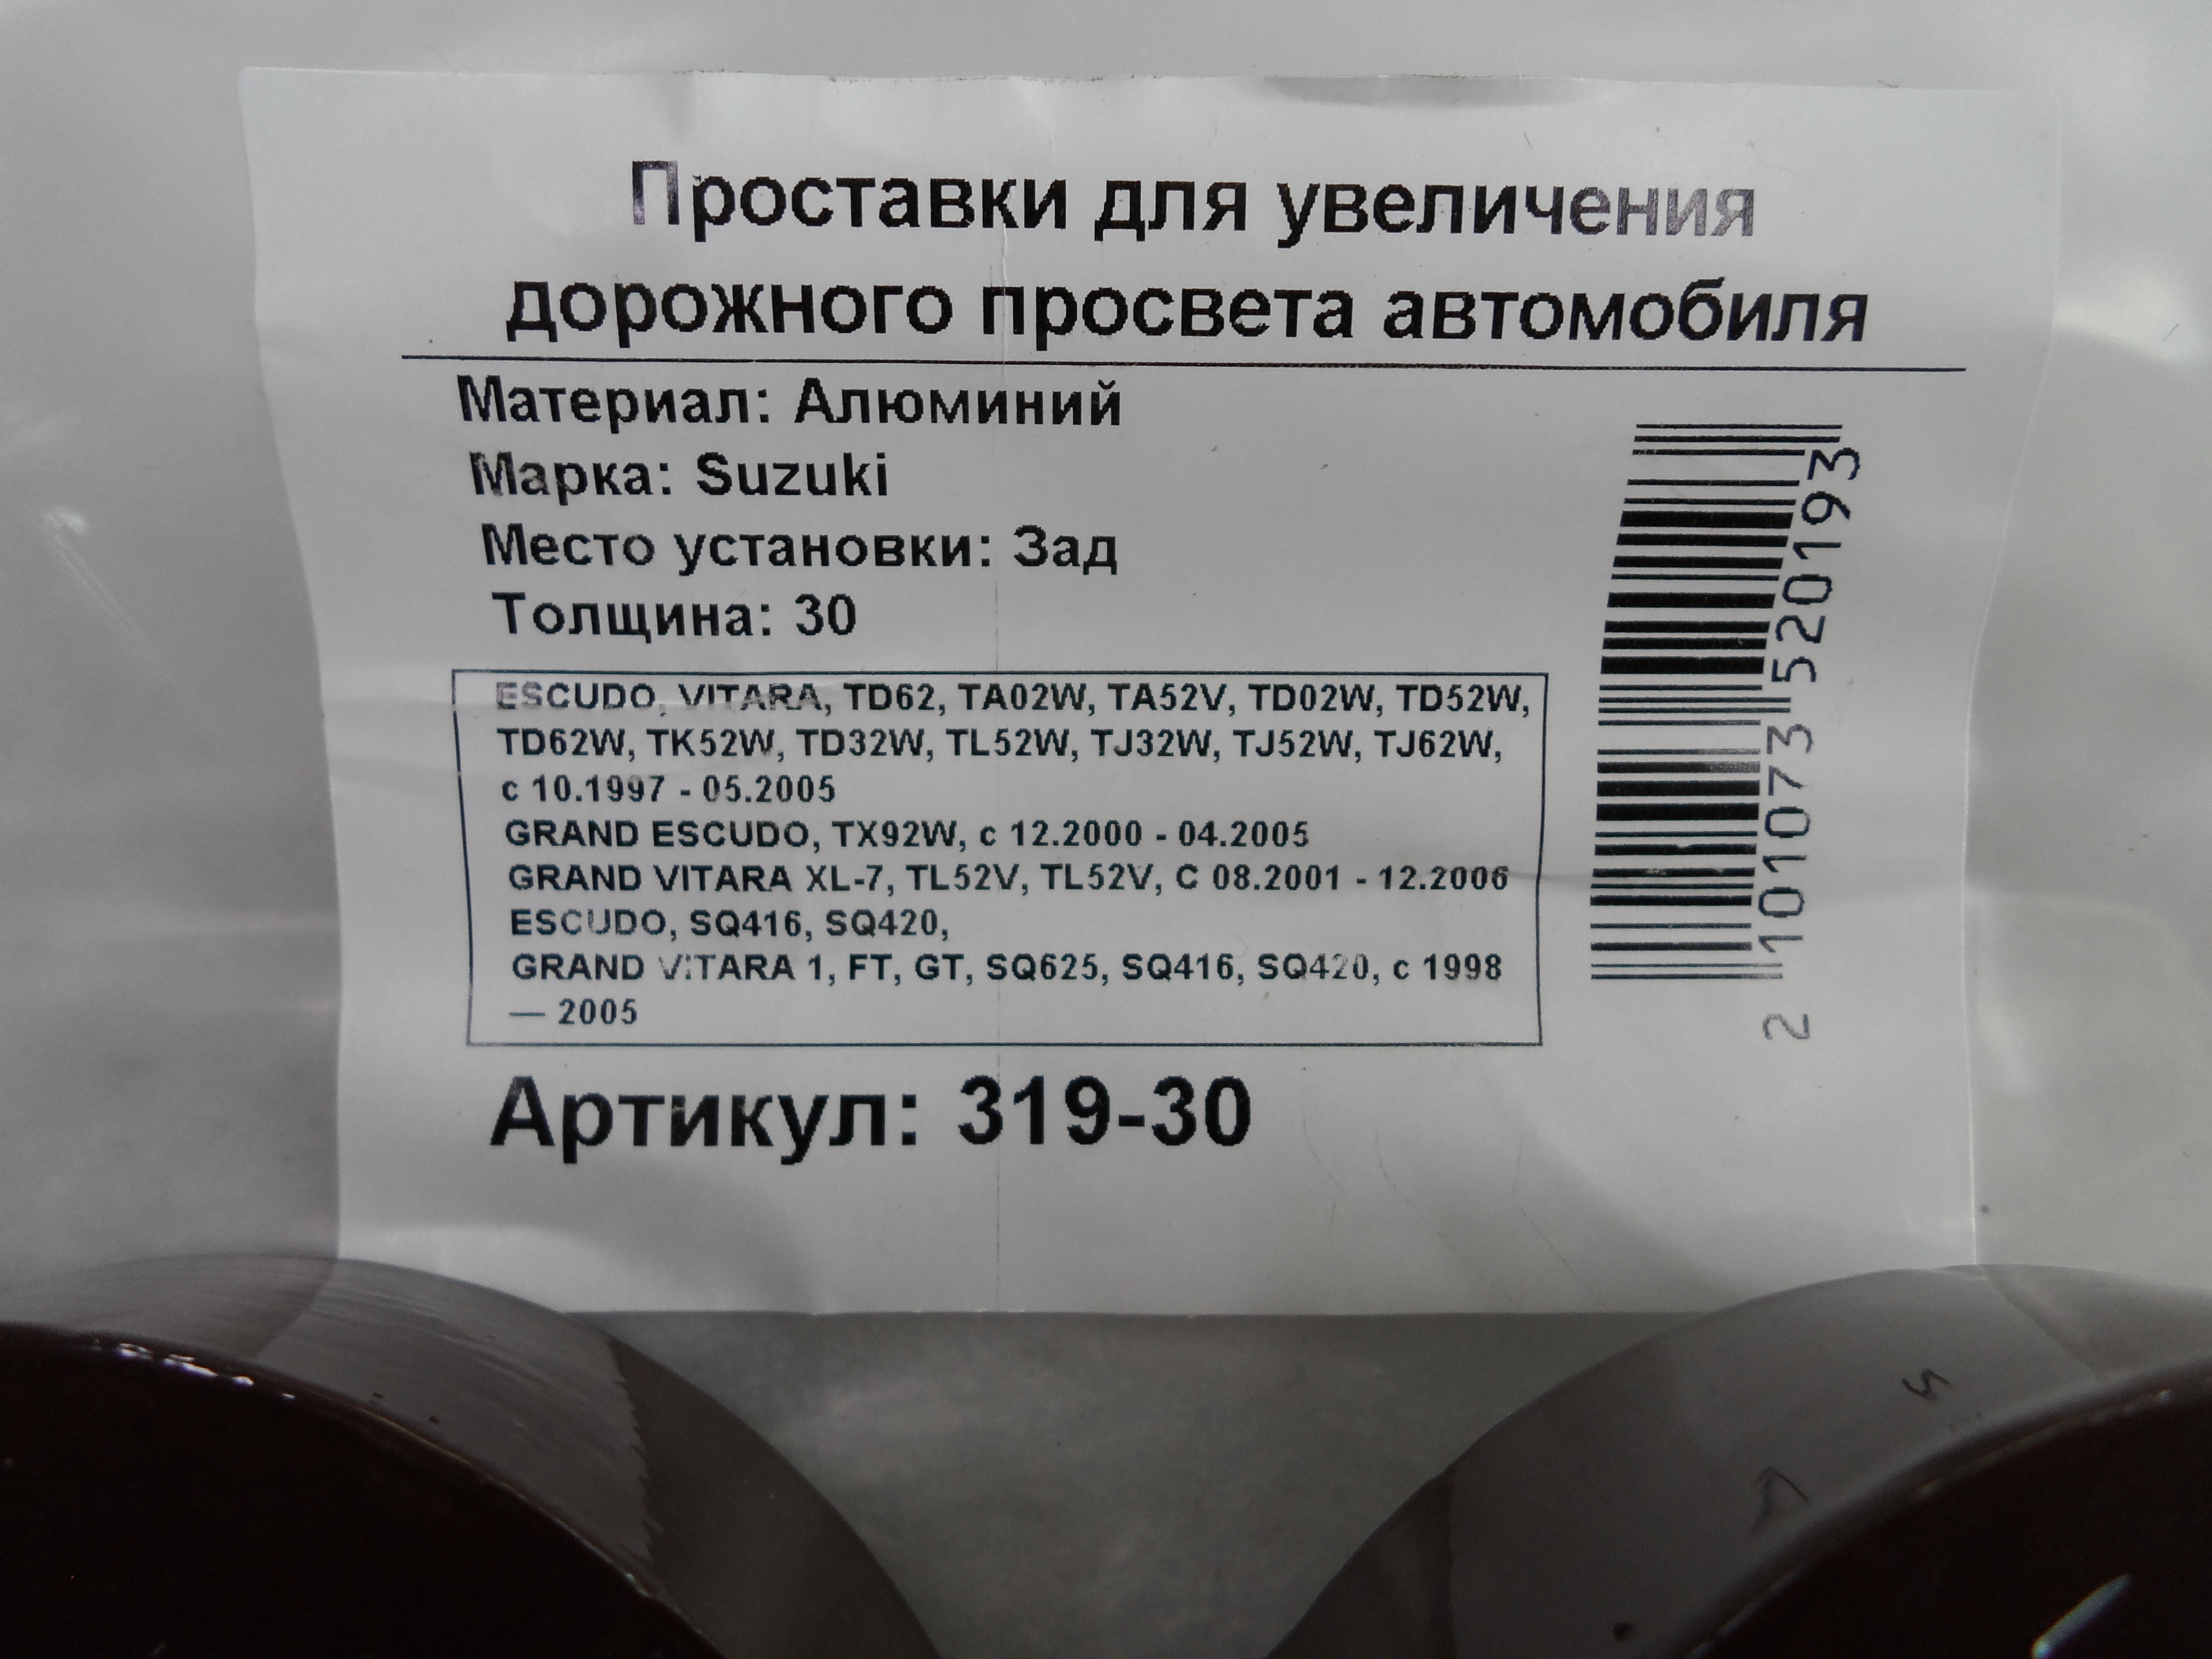 Проставки для увеличения
дорожного просвета автомобиля
Материал: Алюминий
Марка: Suzuki
Место установки: Зад
Толщина: 30
ESCUDO, VITARA, TD62, TA02W, TA52V, TD02W, TD52W,
TD62W, TK52W, TD32W, TL52W, TJ32W, TJ52W, TJ62W,
с 10.1997 - 05.2005
GRAND ESCUDO, TX92W, с 12.2000 - 04.2005
GRAND VITARA XL-7, TL52V, TL52V, С 08.2001 - 12.2006
ESCUDO, SQ416, SQ420,
GRAND VITARA 1, FT, GT, SQ625, SQ416, SQ420, с 1998
— 2005
Артикул: 319-30
2 101073 520193